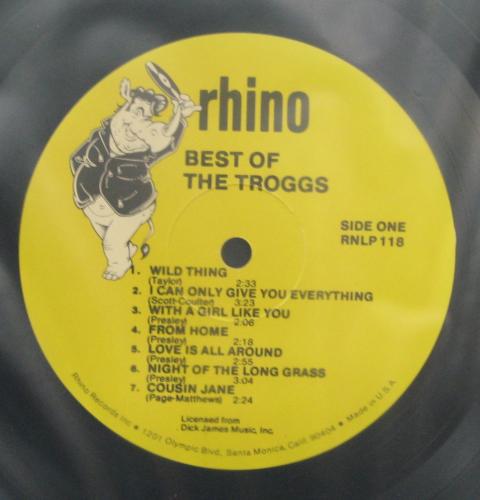 rhino
BEST OF
THE TROGGS
SIDE ONE
RNLP 118
1. WILD THING
(Taylor) 2:33
2. I CAN ONLY GIVE YOU EVERYTHING
(Scott-Coulter) 3:23
3. WITH A GIRL LIKE YOU
(Presley) 2:06
4. FROM HOME
(Presley) 2:18
5. LOVE IS ALL AROUND
(Presley) 2:55
6. NIGHT OF THE LONG GRASS
(Presley) 3:04
7. COUSIN JANE
(Page-Matthews) 2:24
Licensed from
Dick James Music, Inc.
Rhino Records Inc • 1201 Olympic Blvd., Santa Monica, Calif. 90404 • Made in U.S.A.